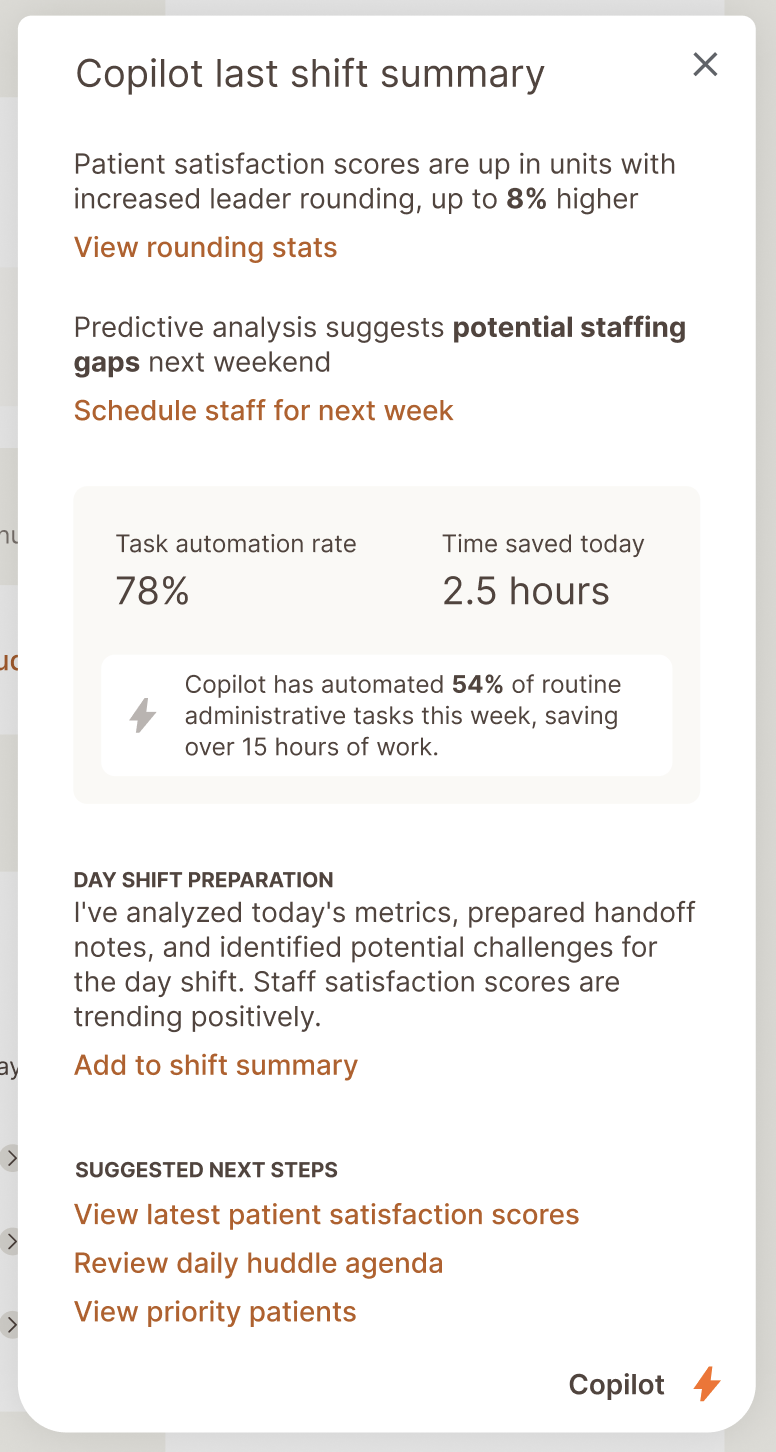 Copilot last shift summary
Patient satisfaction scores are up in units with
increased leader rounding, up to 8% higher
View rounding stats
Predictive analysis suggests potential staffing
gaps next weekend
Schedule staff for next week
Task automation rate
78%
Time saved today
2.5 hours
Copilot has automated 54% of routine
administrative tasks this week, saving
over 15 hours of work.
DAY SHIFT PREPARATION
I've analyzed today's metrics, prepared handoff
notes, and identified potential challenges for
the day shift. Staff satisfaction scores are
trending positively.
Add to shift summary
SUGGESTED NEXT STEPS
View latest patient satisfaction scores
Review daily huddle agenda
View priority patients
Copilot